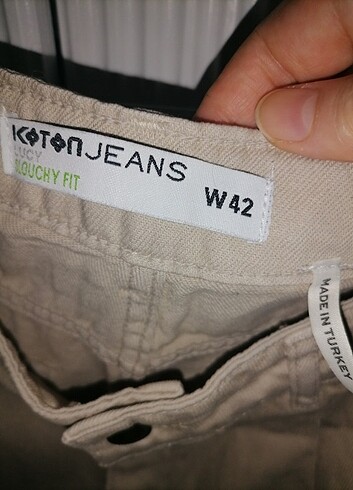 KOTON JEANS
LUCY
SLOUCHY FIT
W42
MADE IN TURKEY